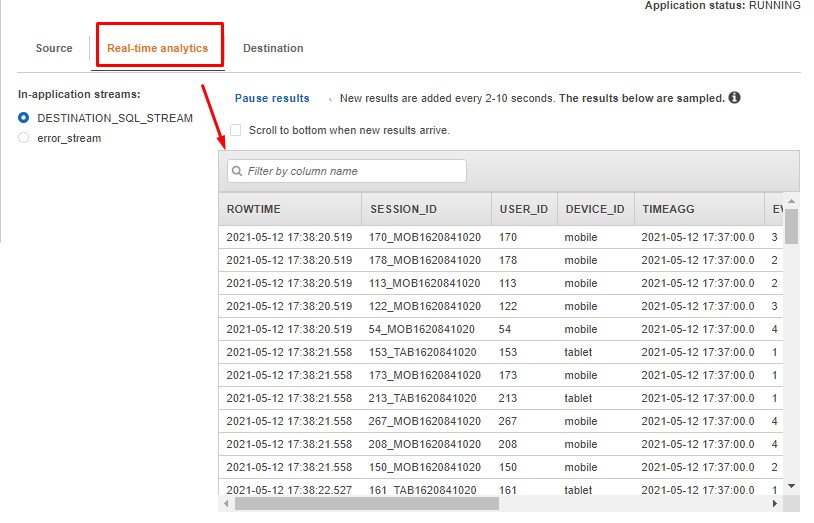 Application status: RUNNING
Source Real-time analytics Destination
In-application streams:
DESTINATION_SQL_STREAM
error_stream
Pause results New results are added every 2-10 seconds. The results below are sampled.
Scroll to bottom when new results arrive.
Filter by column name
ROWTIME SESSION_ID USER_ID DEVICE_ID TIMEAGG EV
2021-05-12 17:38:20.519 170_MOB1620841020 170 mobile 2021-05-12 17:37:00.0 3
2021-05-12 17:38:20.519 178_MOB1620841020 178 mobile 2021-05-12 17:37:00.0 2
2021-05-12 17:38:20.519 113_MOB1620841020 113 mobile 2021-05-12 17:37:00.0 2
2021-05-12 17:38:20.519 122_MOB1620841020 122 mobile 2021-05-12 17:37:00.0 3
2021-05-12 17:38:20.519 54_MOB1620841020 54 mobile 2021-05-12 17:37:00.0 4
2021-05-12 17:38:21.558 153_TAB1620841020 153 tablet 2021-05-12 17:37:00.0 1
2021-05-12 17:38:21.558 173_MOB1620841020 173 mobile 2021-05-12 17:37:00.0 1
2021-05-12 17:38:21.558 213_TAB1620841020 213 tablet 2021-05-12 17:37:00.0 1
2021-05-12 17:38:21.558 267_MOB1620841020 267 mobile 2021-05-12 17:37:00.0 4
2021-05-12 17:38:21.558 208_MOB1620841020 208 mobile 2021-05-12 17:37:00.0 4
2021-05-12 17:38:21.558 150_MOB1620841020 150 mobile 2021-05-12 17:37:00.0 2
2021-05-12 17:38:22.527 161_TAB1620841020 161 tablet 2021-05-12 17:37:00.0 1